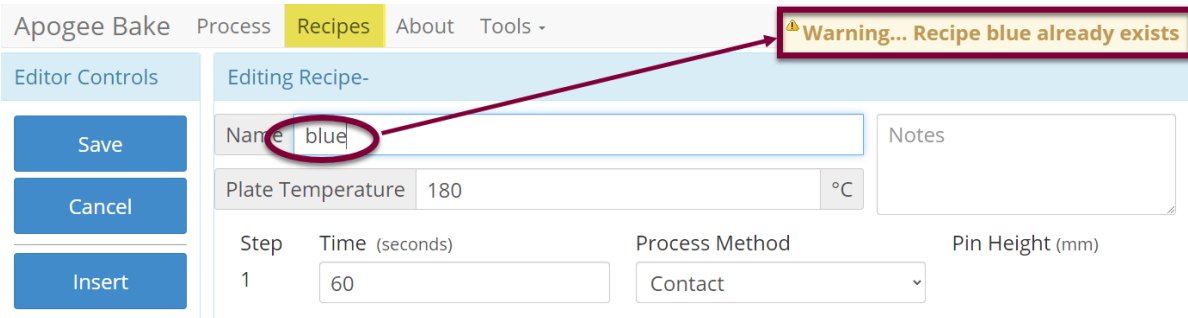 Apogee Bake Process Recipes About Tools
Warning... Recipe blue already exists
Editor Controls
Editing Recipe-
Save
Cancel
Insert
Name blue
Notes
Plate Temperature 180 °C
Step Time (seconds) Process Method Pin Height (mm)
1 60 Contact